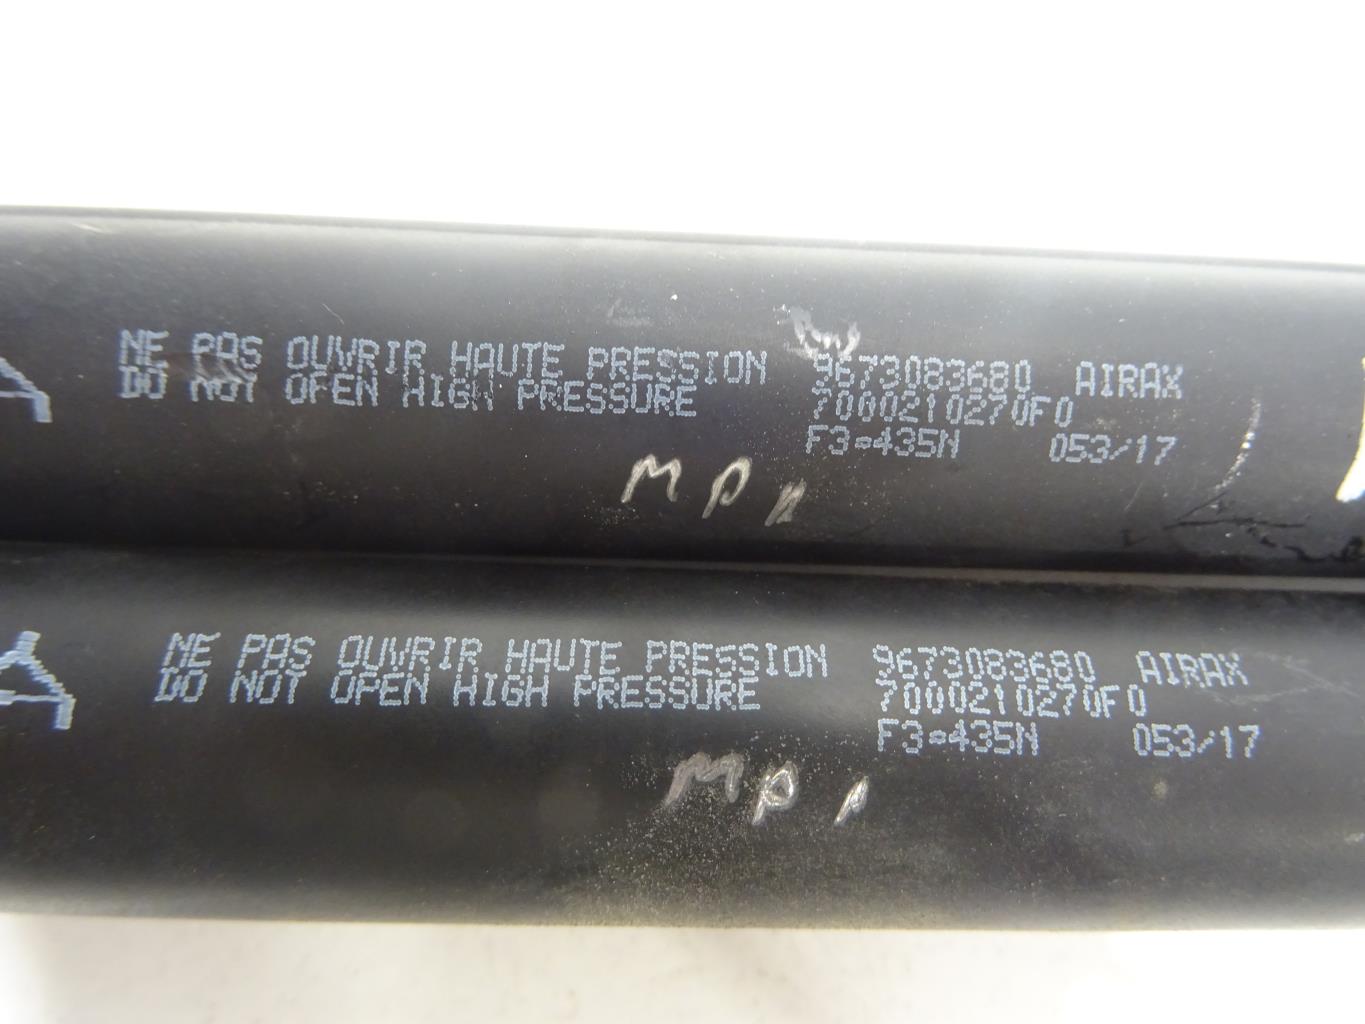 NE PAS OUVRIR HAUTE PRESSION 9673083680 AIRAX
DO NOT OPEN HIGH PRESSURE 7000210270F0
F3=435N 053/17
NE PAS OUVRIR HAUTE PRESSION 9673083680 AIRAX
DO NOT OPEN HIGH PRESSURE 7000210270F0
F3=435N 053/17